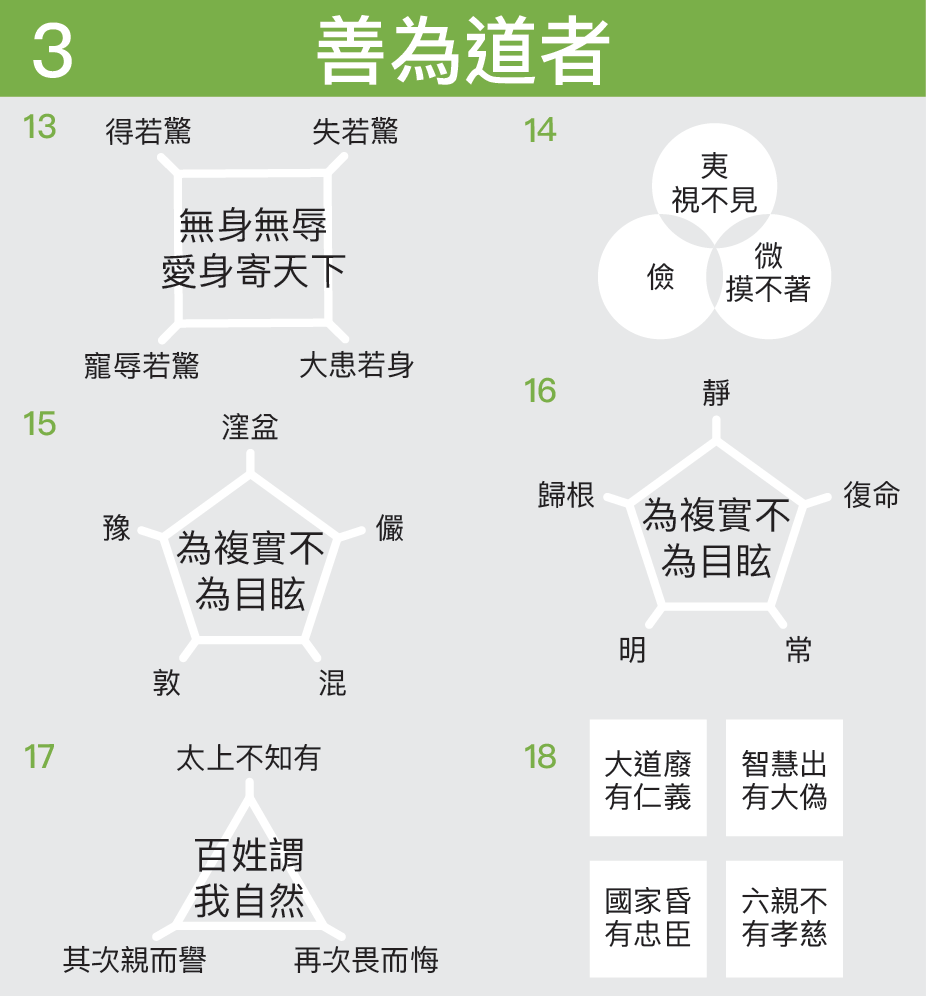 3
善為道者
13
得若驚
失若驚
無身無辱
愛身寄天下
寵辱若驚
大患若身
14
夷
視不見
儉
微
摸不著
15
窪盆
豫
儼
為複實不
為目眩
敦
混
16
靜
歸根
復命
為複實不
為目眩
明
常
17
太上不知有
百姓謂
我自然
其次親而譽
再次畏而悔
18
大道廢
有仁義
智慧出
有大偽
國家昏
有忠臣
六親不
有孝慈